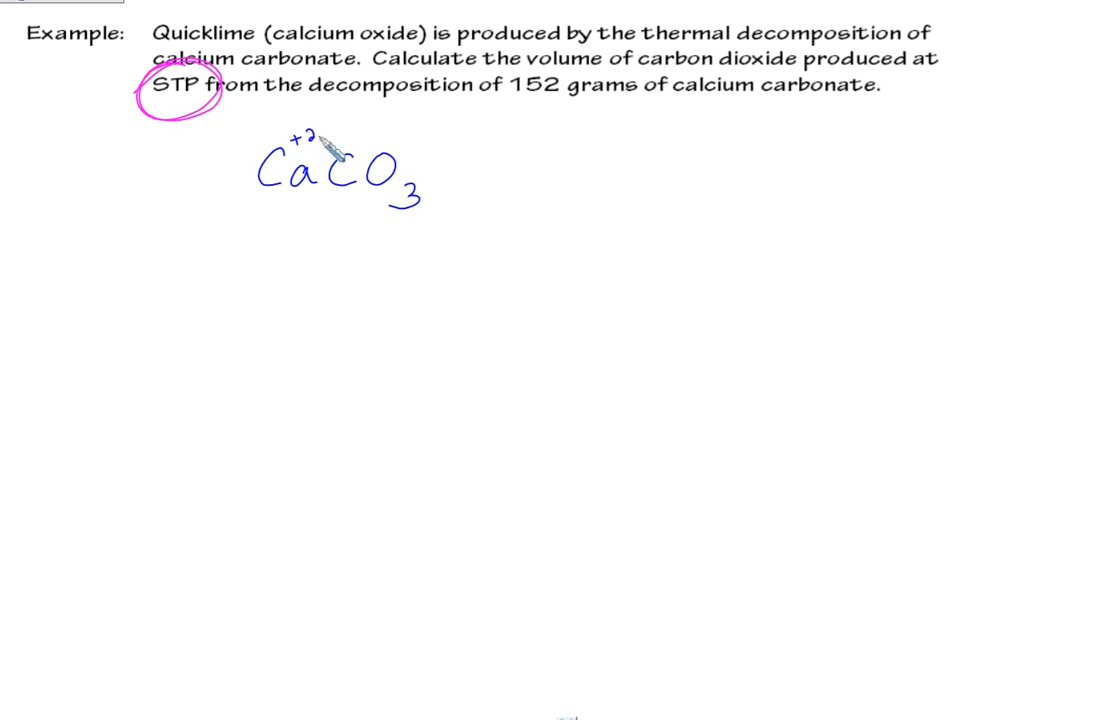 Example: Quicklime (calcium oxide) is produced by the thermal decomposition of
calcium carbonate. Calculate the volume of carbon dioxide produced at
STP from the decomposition of 152 grams of calcium carbonate.
+2
CaCO3